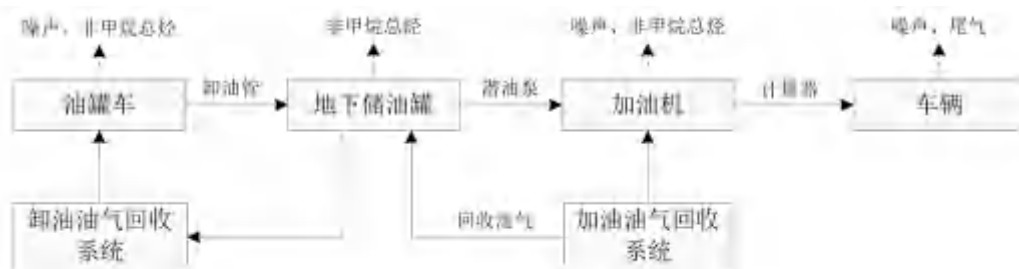 噪声、非甲烷总烃
非甲烷总烃
噪声、非甲烷总烃
噪声、尾气
油罐车
卸油管
地下储油罐
潜油泵
加油机
计量器
车辆
卸油油气回收
系统
回收油气
加油油气回收
系统